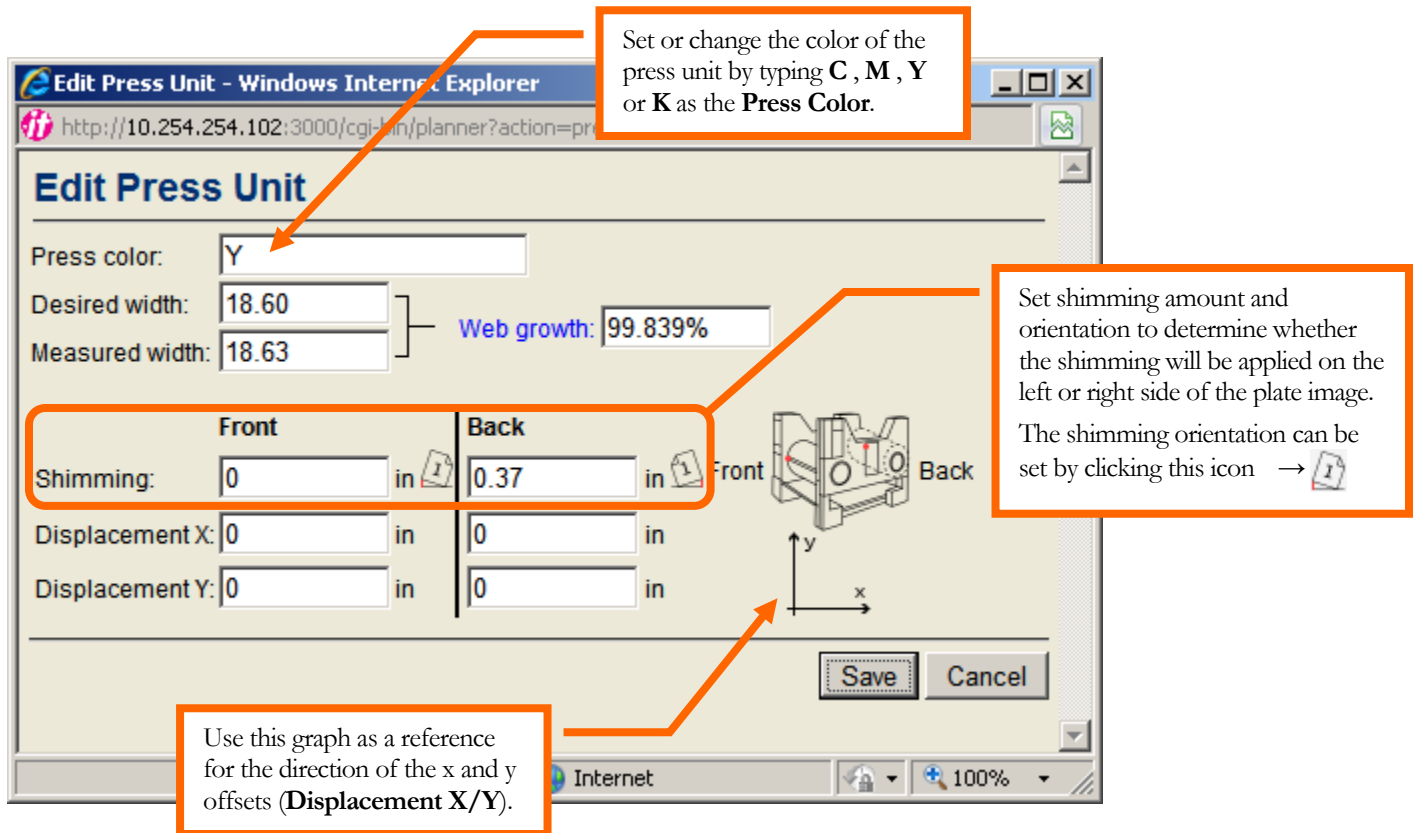 Set or change the color of the
press unit by typing C , M , Y
or K as the Press Color.
Edit Press Unit - Windows Internet Explorer
http://10.254.254.102:3000/cgi-bin/planner?action=pr
Edit Press Unit
Press color: Y
Desired width: 18.60
Measured width: 18.63
Web growth: 99.839%
Set shimming amount and
orientation to determine whether
the shimming will be applied on the
left or right side of the plate image.
The shimming orientation can be
set by clicking this icon → 1
Front Back
Shimming: 0 in 1 0.37 in 1
Front Back
Displacement X: 0 in 0 in
Displacement Y: 0 in 0 in
y
x
Save Cancel
Use this graph as a reference
for the direction of the x and y
offsets (Displacement X/Y).
Internet 100%